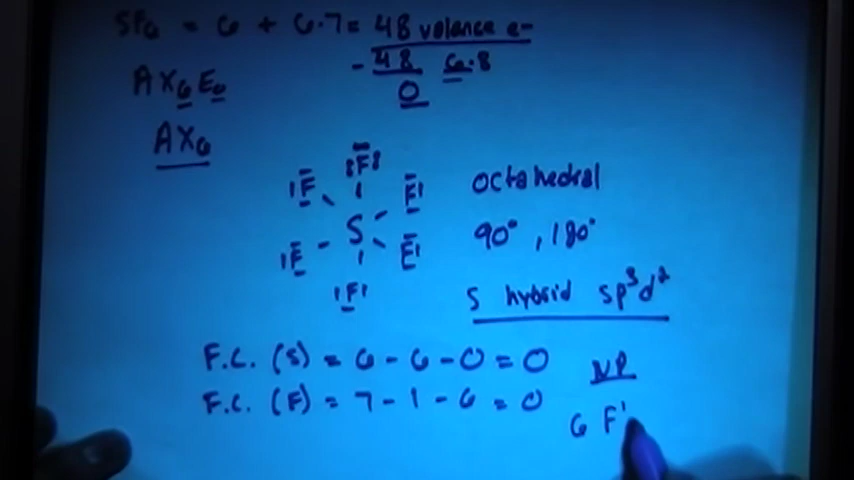 SF6 = 6 + 6·7 = 48 valance e-
- 48 6·8
0
AX6E0
AX6
|F F F|
S
|F F|
|F|
octahedral
90°, 180°
S hybrid sp³d²
F.C. (S) = 6 - 6 - 0 = 0
F.C. (F) = 7 - 1 - 6 = 0
NP
6 F'